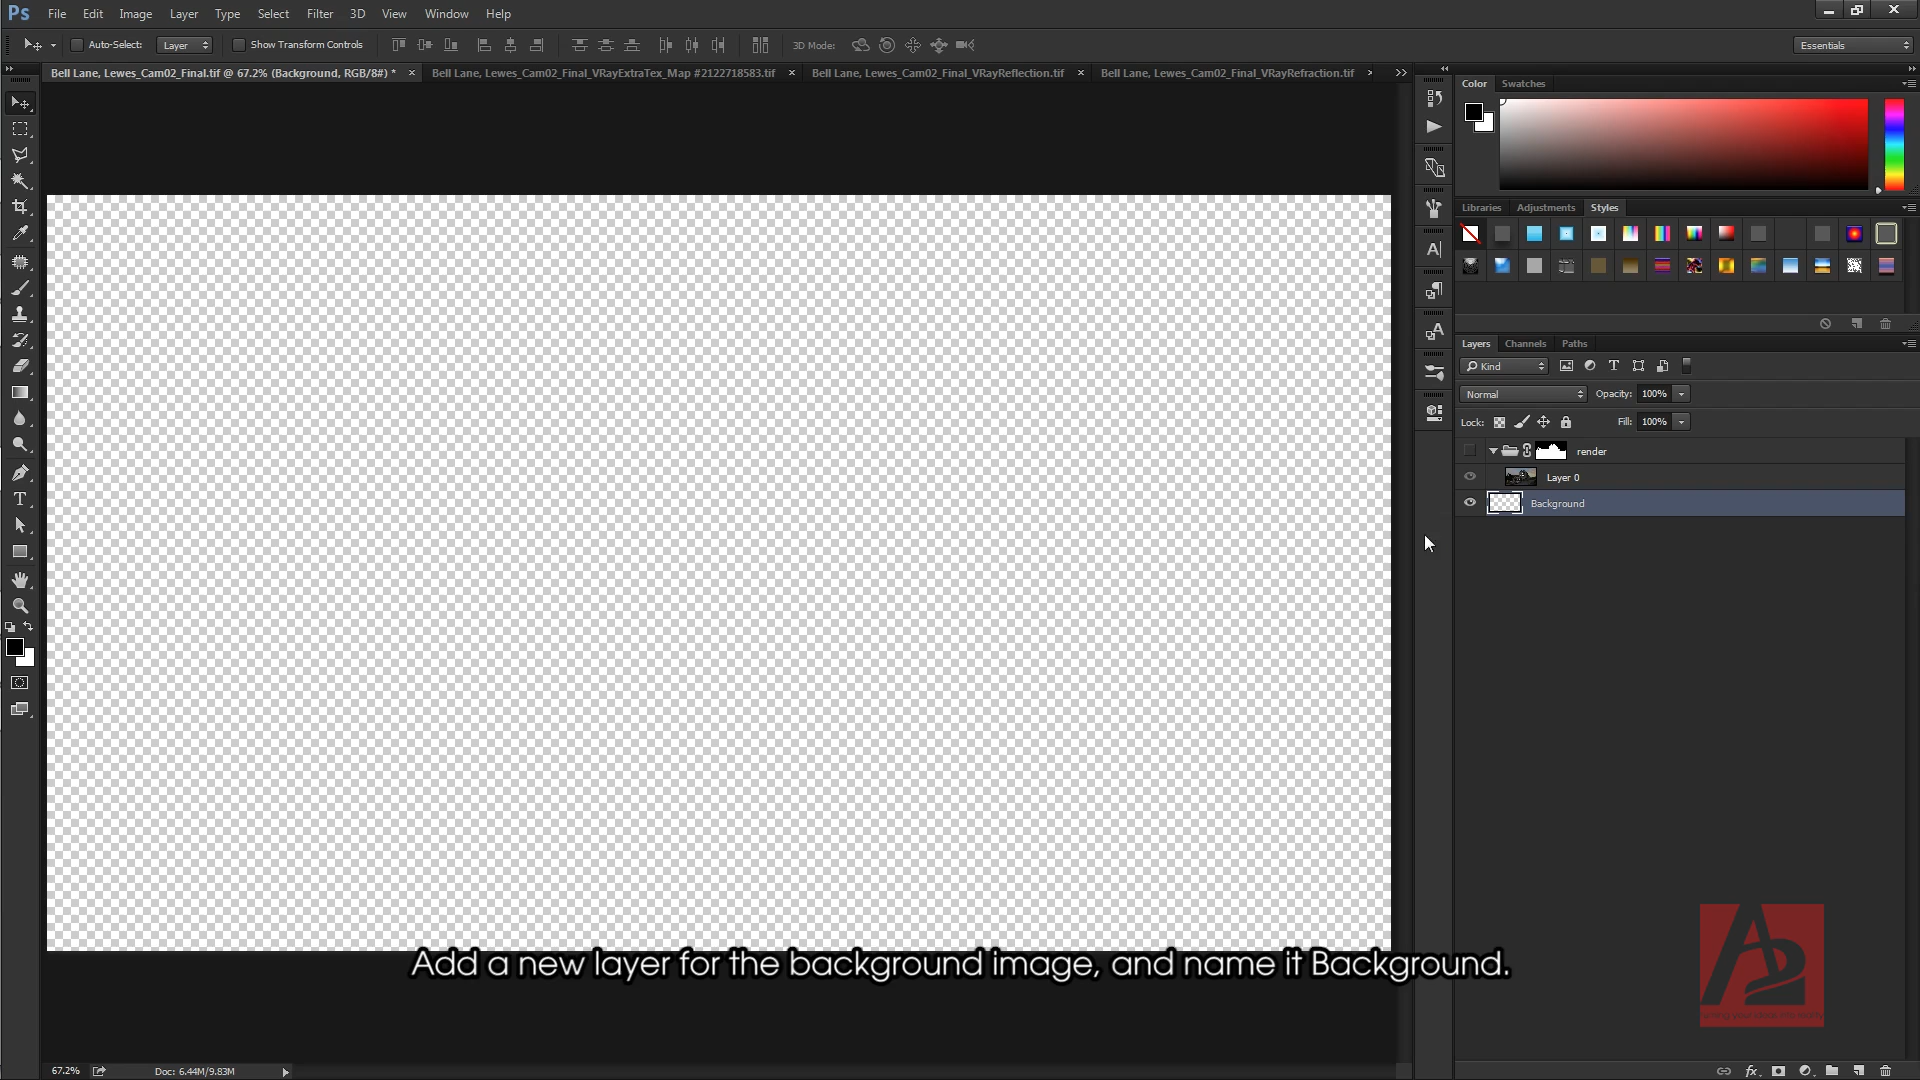 Ps File Edit Image Layer Type Select Filter 3D View Window Help
Auto-Select: Layer Show Transform Controls 3D Mode: Essentials
Bell Lane, Lewes_Cam02_Final.tif @ 67.2% (Background, RGB/8#) * × Bell Lane, Lewes_Cam02_Final_VRayExtraTex_Map #2122718583.tif × Bell Lane, Lewes_Cam02_Final_VRayReflection.tif × Bell Lane, Lewes_Cam02_Final_VRayRefraction.tif
Color Swatches
Libraries Adjustments Styles
Layers Channels Paths
Kind
Normal Opacity: 100%
Lock: Fill: 100%
render
Layer 0
Background
Add a new layer for the background image, and name it Background.
67.2% Doc: 6.44M/9.83M